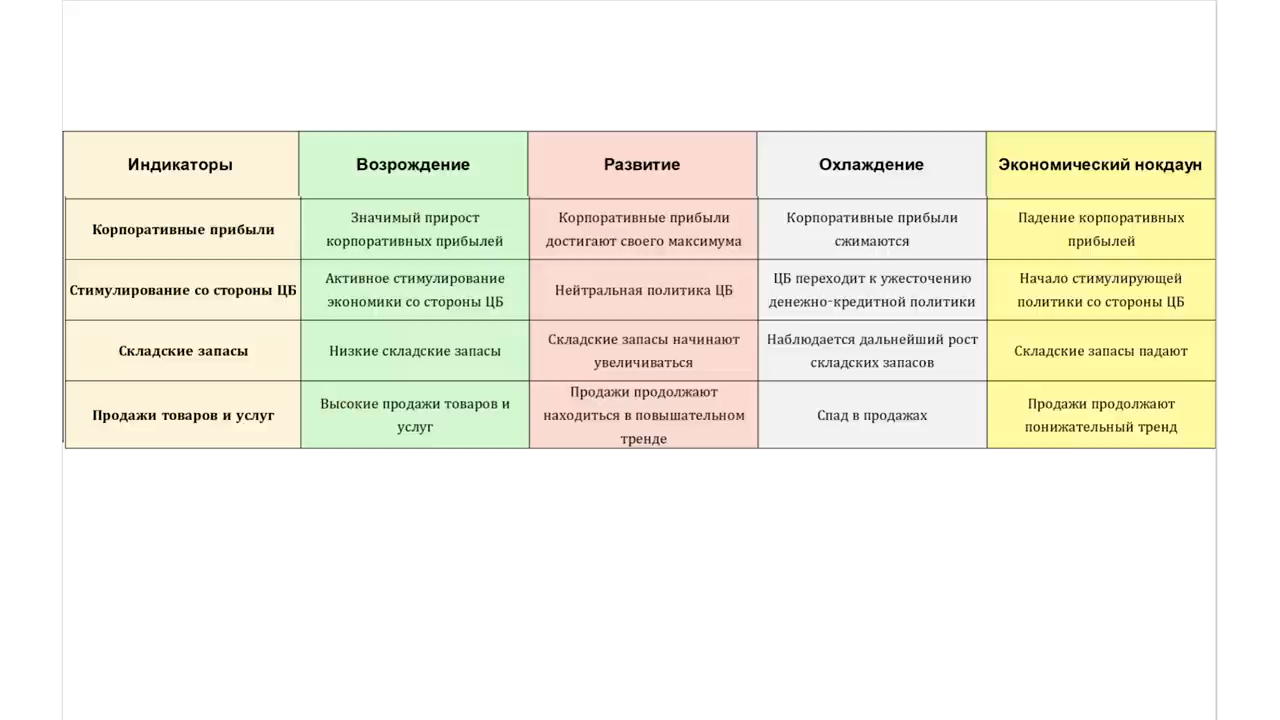 Индикаторы
Возрождение
Развитие
Охлаждение
Экономический нокдаун
Корпоративные прибыли
Значимый прирост
корпоративных прибылей
Корпоративные прибыли
достигают своего максимума
Корпоративные прибыли
сжимаются
Падение корпоративных
прибылей
Стимулирование со стороны ЦБ
Активное стимулирование
экономики со стороны ЦБ
Нейтральная политика ЦБ
ЦБ переходит к ужесточению
денежно-кредитной политики
Начало стимулирующей
политики со стороны ЦБ
Складские запасы
Низкие складские запасы
Складские запасы начинают
увеличиваться
Наблюдается дальнейший рост
складских запасов
Складские запасы падают
Продажи товаров и услуг
Высокие продажи товаров и
услуг
Продажи продолжают
находиться в повышательном
тренде
Спад в продажах
Продажи продолжают
понижательный тренд